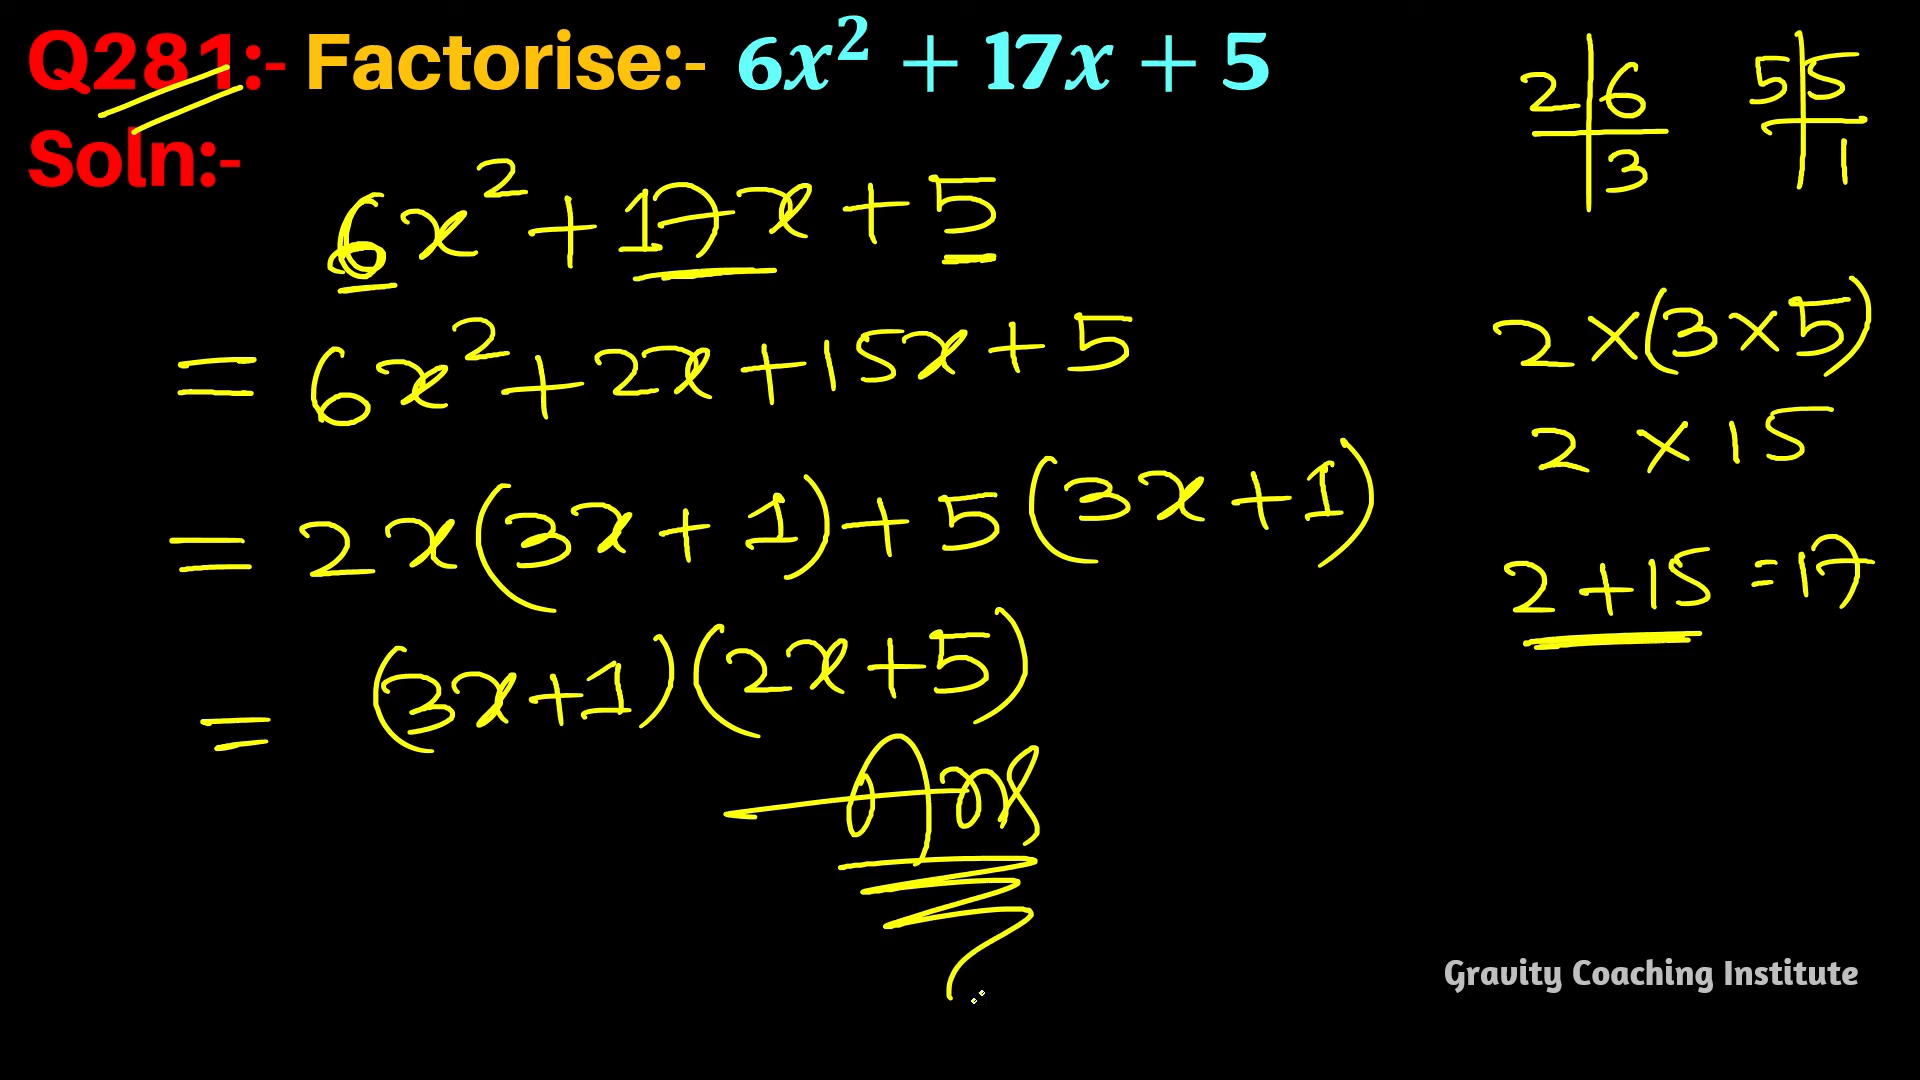 Q281:- Factorise:- 6x² + 17x + 5
Soln:-
6x² + 17x + 5
= 6x² + 2x + 15x + 5
= 2x(3x + 1) + 5(3x + 1)
= (3x+1)(2x+5)
Ans
2|6
3
5|5
1
2×(3×5)
2 × 15
2 + 15 = 17
Gravity Coaching Institute